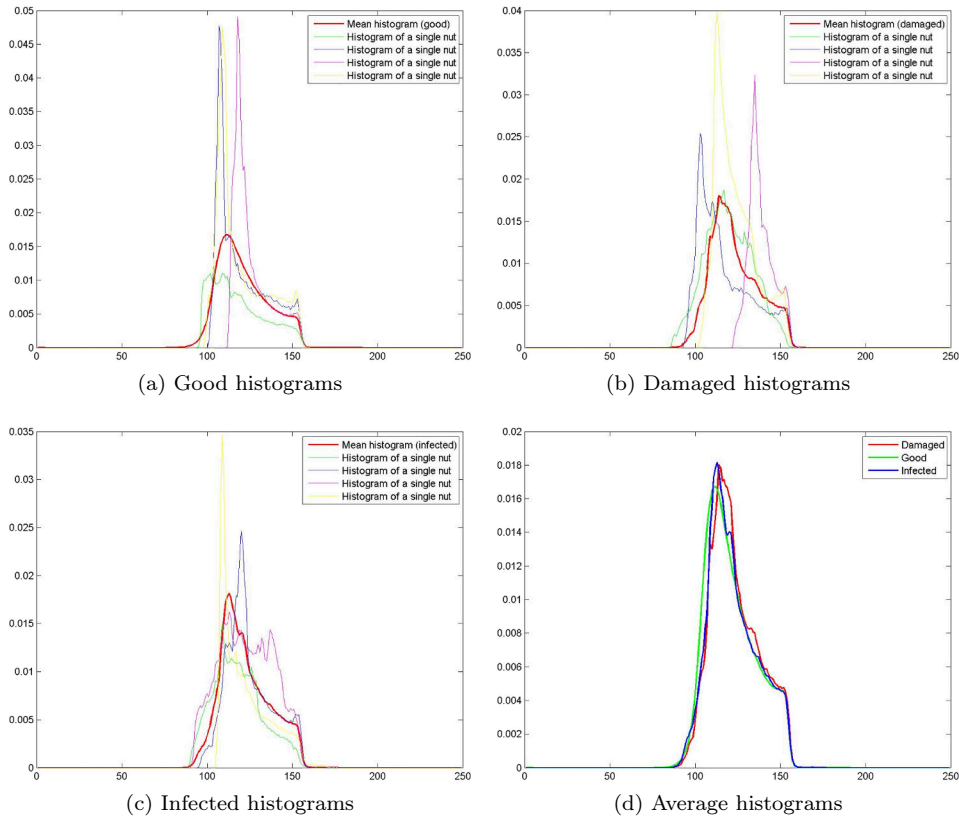 0.05
0.045
0.04
0.035
0.03
0.025
0.02
0.015
0.01
0.005
0
0 50 100 150 200 250
Mean histogram (good)
Histogram of a single nut
Histogram of a single nut
Histogram of a single nut
Histogram of a single nut
(a) Good histograms
0.04
0.035
0.03
0.025
0.02
0.015
0.01
0.005
0
0 50 100 150 200 250
Mean histogram (damaged)
Histogram of a single nut
Histogram of a single nut
Histogram of a single nut
Histogram of a single nut
(b) Damaged histograms
0.035
0.03
0.025
0.02
0.015
0.01
0.005
0
0 50 100 150 200 250
Mean histogram (infected)
Histogram of a single nut
Histogram of a single nut
Histogram of a single nut
Histogram of a single nut
(c) Infected histograms
0.02
0.018
0.016
0.014
0.012
0.01
0.008
0.006
0.004
0.002
0
0 50 100 150 200 250
Damaged
Good
Infected
(d) Average histograms